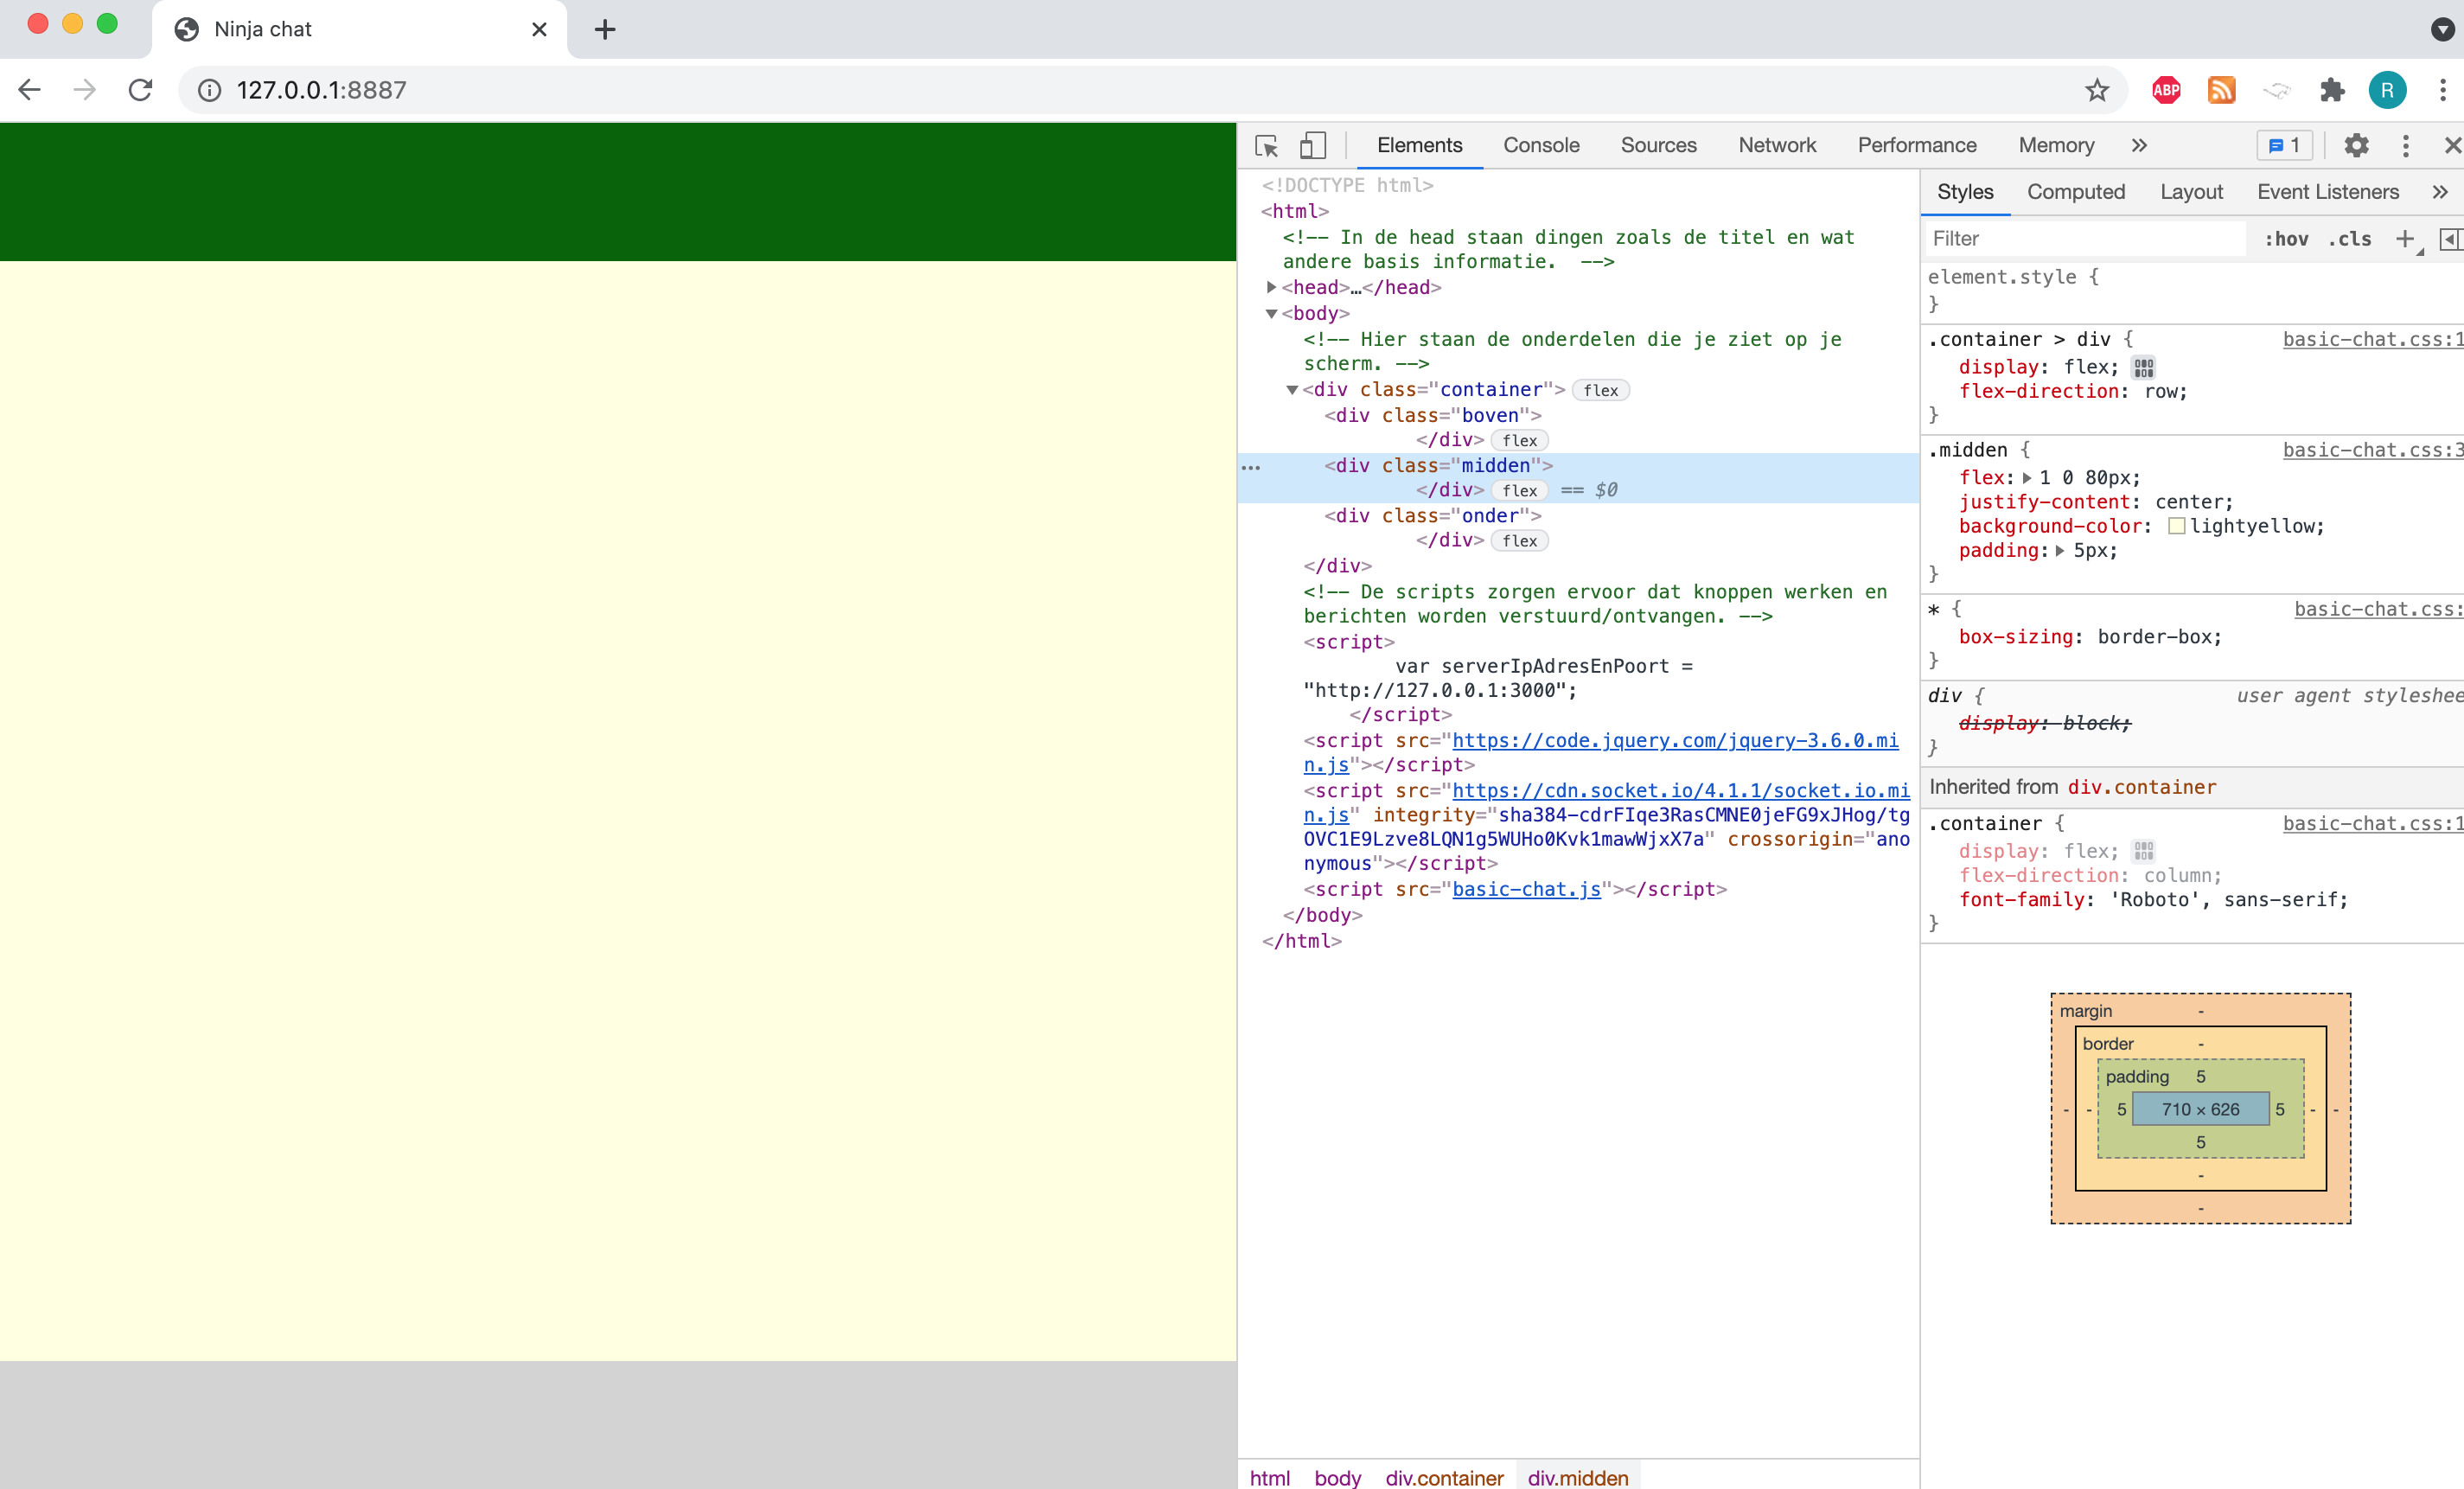 Ninja chat
127.0.0.1:8887
ABP
R
Elements Console Sources Network Performance Memory » 1
<!DOCTYPE html>
<html>
<!-- In de head staan dingen zoals de titel en wat
andere basis informatie.  -->
<head>…</head>
<body>
<!-- Hier staan de onderdelen die je ziet op je
scherm. -->
<div class="container"> flex
<div class="boven">
</div> flex
<div class="midden">
</div> flex == $0
<div class="onder">
</div> flex
</div>
<!-- De scripts zorgen ervoor dat knoppen werken en
berichten worden verstuurd/ontvangen. -->
<script>
var serverIpAdresEnPoort =
"http://127.0.0.1:3000";
</script>
<script src="https://code.jquery.com/jquery-3.6.0.mi
n.js"></script>
<script src="https://cdn.socket.io/4.1.1/socket.io.mi
n.js" integrity="sha384-cdrFIqe3RasCMNE0jeFG9xJHog/tg
OVC1E9Lzve8LQN1g5WUHo0Kvk1mawWjxX7a" crossorigin="ano
nymous"></script>
<script src="basic-chat.js"></script>
</body>
</html>
html body div.container div.midden
Styles Computed Layout Event Listeners »
Filter :hov .cls +
element.style {
}
.container > div { basic-chat.css:1
display: flex;
flex-direction: row;
}
.midden { basic-chat.css:3
flex: 1 0 80px;
justify-content: center;
background-color: lightyellow;
padding: 5px;
}
* { basic-chat.css:
box-sizing: border-box;
}
div { user agent styleshee
display: block;
}
Inherited from div.container
.container { basic-chat.css:1
display: flex;
flex-direction: column;
font-family: 'Roboto', sans-serif;
}
margin -
border -
padding 5
- - 5 710 × 626 5 - -
5
-
-